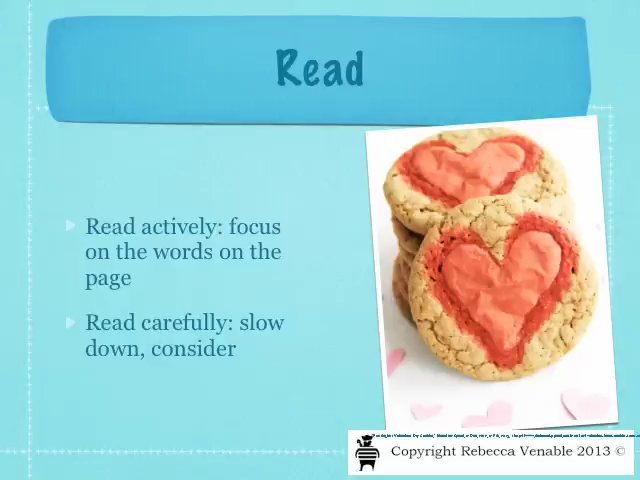 Read
Read actively: focus
on the words on the
page
Read carefully: slow
down, consider
Copyright Rebecca Venable 2013 ©